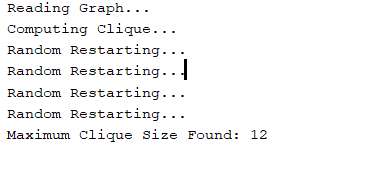 Reading Graph...
Computing Clique...
Random Restarting...
Random Restarting...
Random Restarting...
Random Restarting...
Maximum Clique Size Found: 12